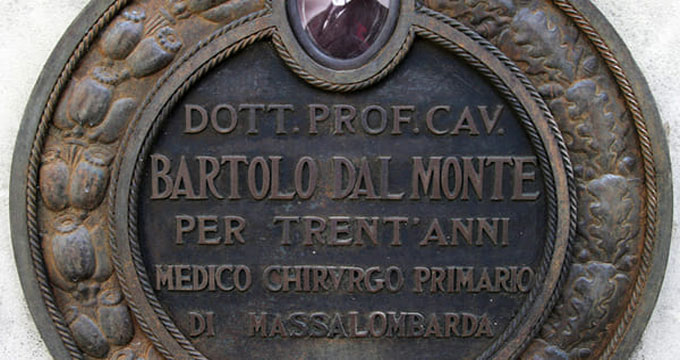 DOTT. PROF. CAV.
BARTOLO DAL MONTE
PER TRENT'ANNI
MEDICO CHIRVRGO PRIMARIO
DI MASSALOMBARDA